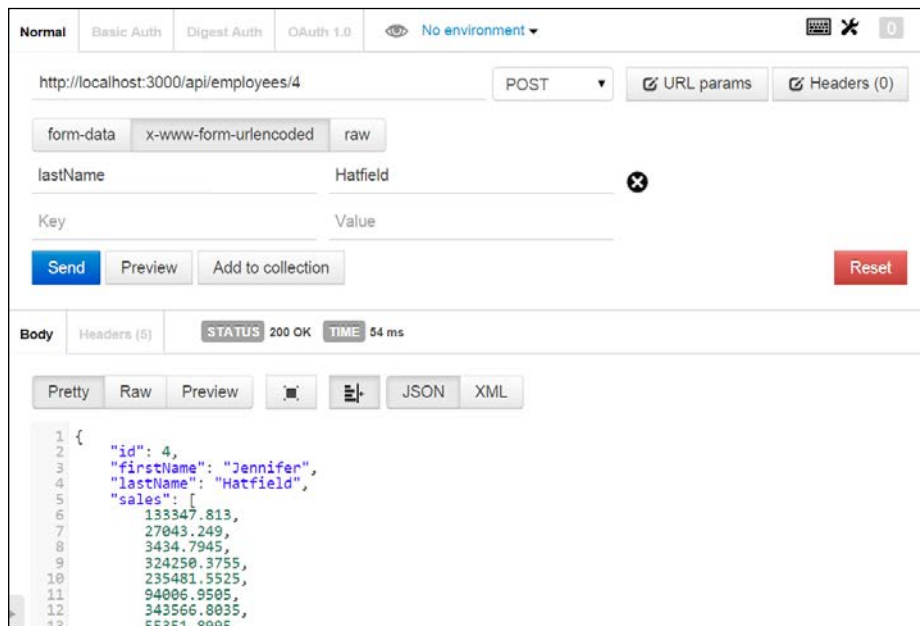 Normal Basic Auth Digest Auth OAuth 1.0 No environment 0
http://localhost:3000/api/employees/4 POST URL params Headers (0)
form-data x-www-form-urlencoded raw
lastName Hatfield
Key Value
Send Preview Add to collection Reset
Body Headers (5) STATUS 200 OK TIME 54 ms
Pretty Raw Preview JSON XML
1 {
2 "id": 4,
3 "firstName": "Jennifer",
4 "lastName": "Hatfield",
5 "sales": [
6 133347.813,
7 27043.249,
8 3434.7945,
9 324250.3755,
10 235481.5525,
11 94006.9505,
12 343566.8035,
13 55351.8995